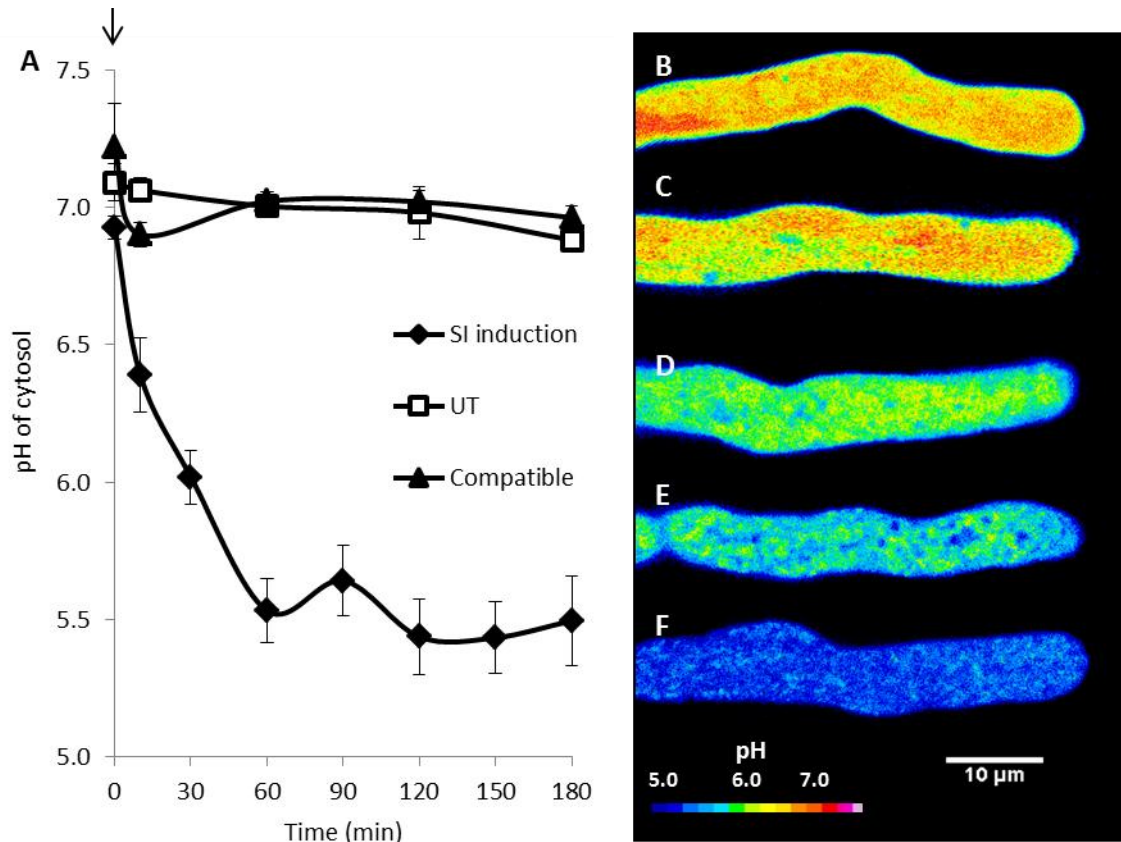 A
7.5
7.0
6.5
6.0
5.5
5.0
pH of cytosol
SI induction
UT
Compatible
0 30 60 90 120 150 180
Time (min)
B
C
D
E
F
pH
5.0 6.0 7.0
10 µm